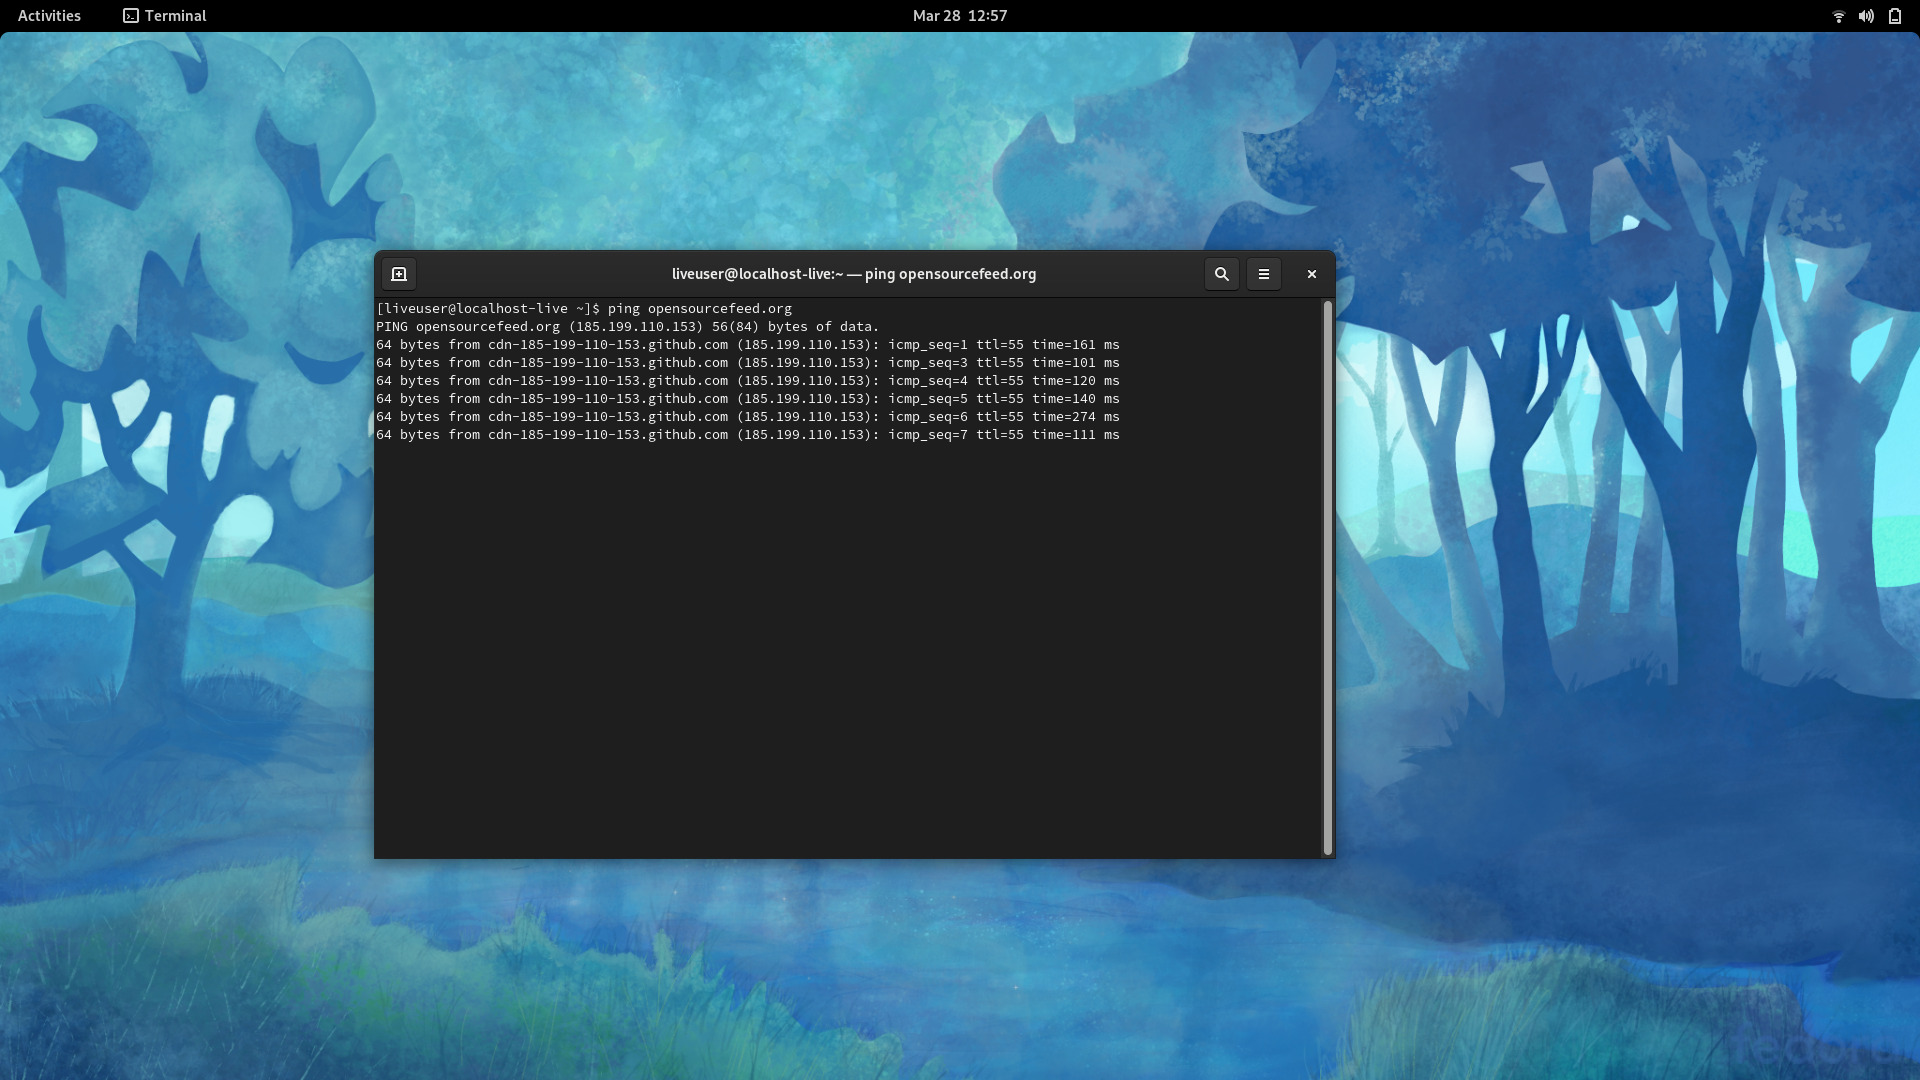 Activities
Terminal
Mar 28 12:57
liveuser@localhost-live:~ — ping opensourcefeed.org
[liveuser@localhost-live ~]$ ping opensourcefeed.org
PING opensourcefeed.org (185.199.110.153) 56(84) bytes of data.
64 bytes from cdn-185-199-110-153.github.com (185.199.110.153): icmp_seq=1 ttl=55 time=161 ms
64 bytes from cdn-185-199-110-153.github.com (185.199.110.153): icmp_seq=3 ttl=55 time=101 ms
64 bytes from cdn-185-199-110-153.github.com (185.199.110.153): icmp_seq=4 ttl=55 time=120 ms
64 bytes from cdn-185-199-110-153.github.com (185.199.110.153): icmp_seq=5 ttl=55 time=140 ms
64 bytes from cdn-185-199-110-153.github.com (185.199.110.153): icmp_seq=6 ttl=55 time=274 ms
64 bytes from cdn-185-199-110-153.github.com (185.199.110.153): icmp_seq=7 ttl=55 time=111 ms